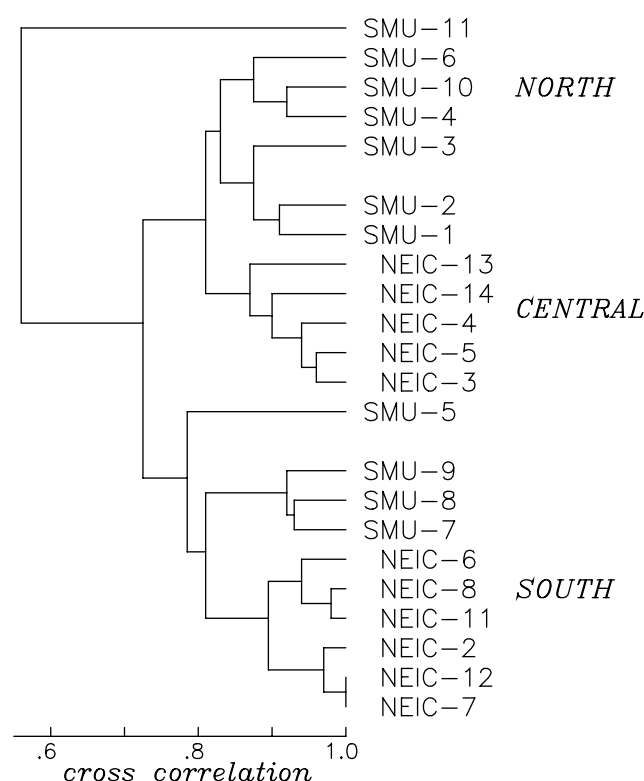 SMU-11
SMU-6
SMU-10 NORTH
SMU-4
SMU-3
SMU-2
SMU-1
NEIC-13
NEIC-14
CENTRAL
NEIC-4
NEIC-5
NEIC-3
SMU-5
SMU-9
SMU-8
SMU-7
NEIC-6
NEIC-8 SOUTH
NEIC-11
NEIC-2
NEIC-12
NEIC-7
.6 .8 1.0
cross correlation